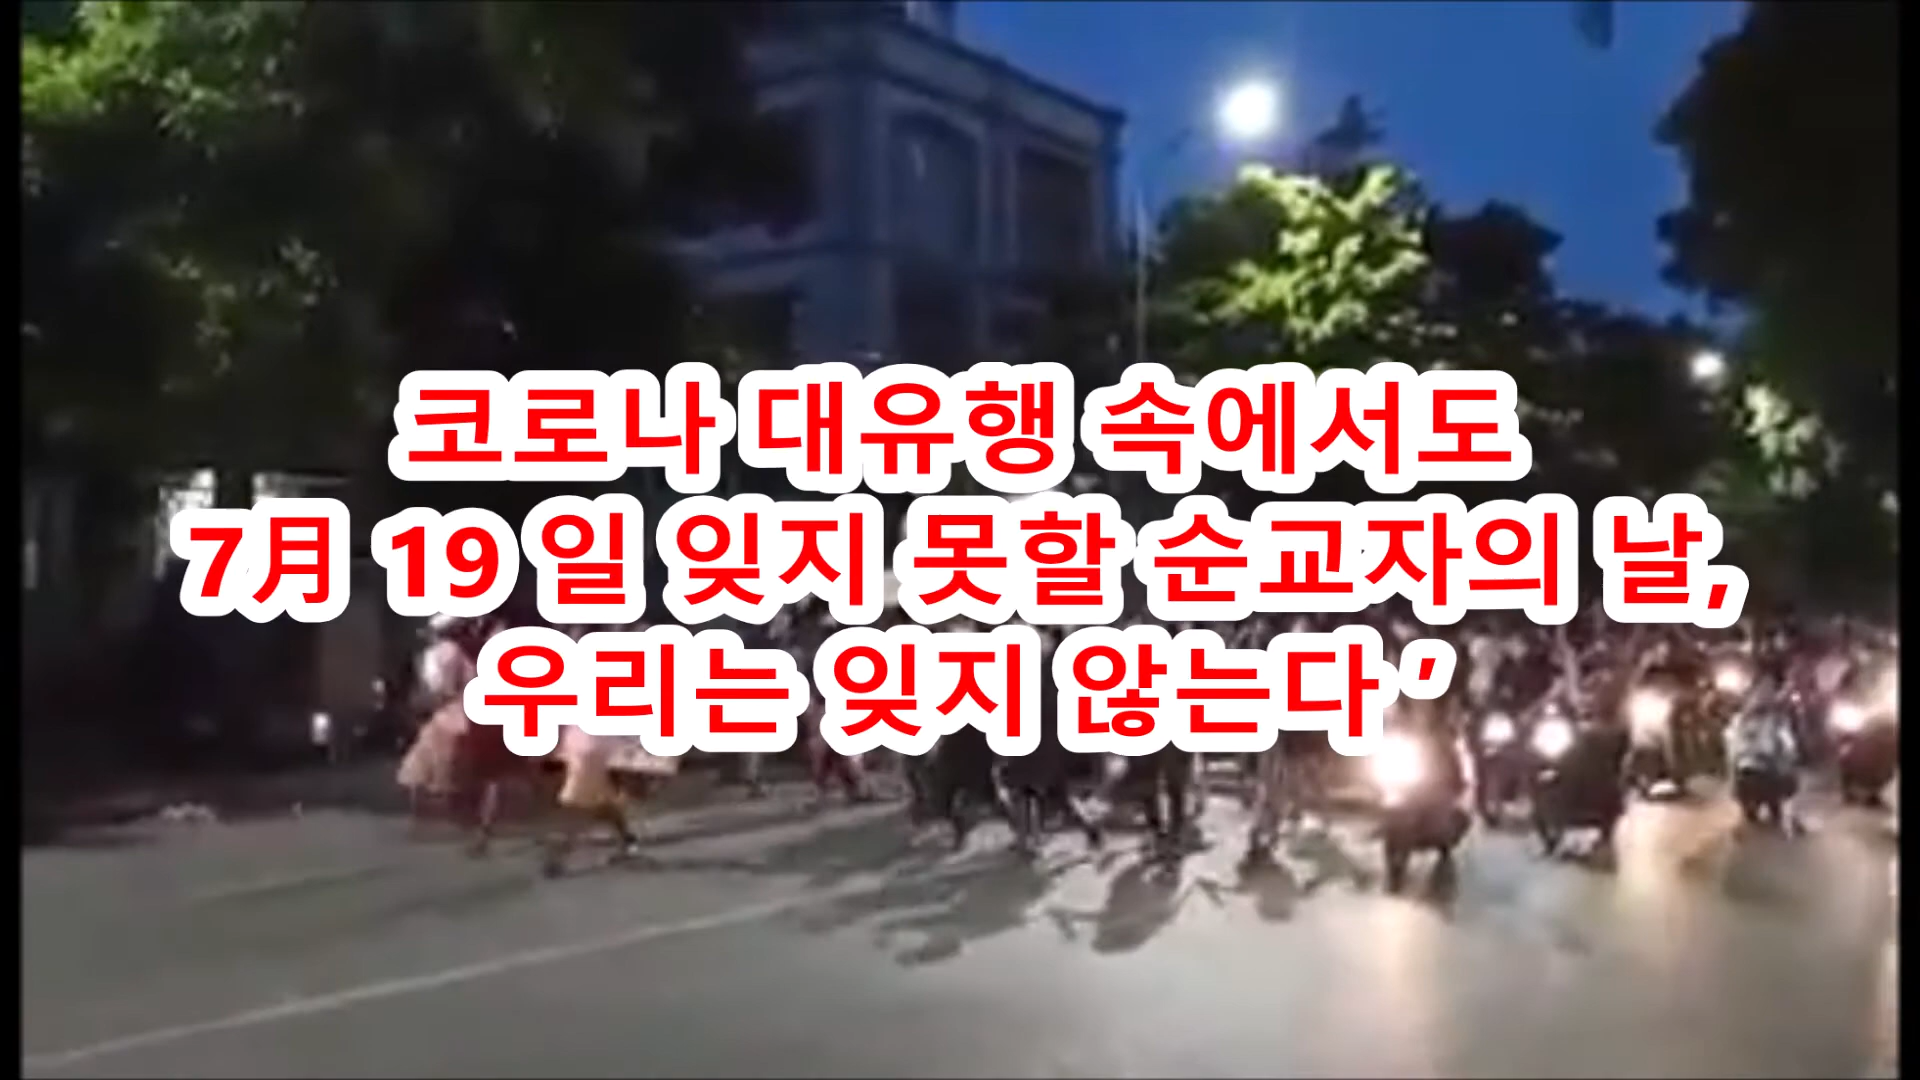 코로나 대유행 속에서도
7月 19 일 잊지 못할 순교자의 날,
우리는 잊지 않는다 ’